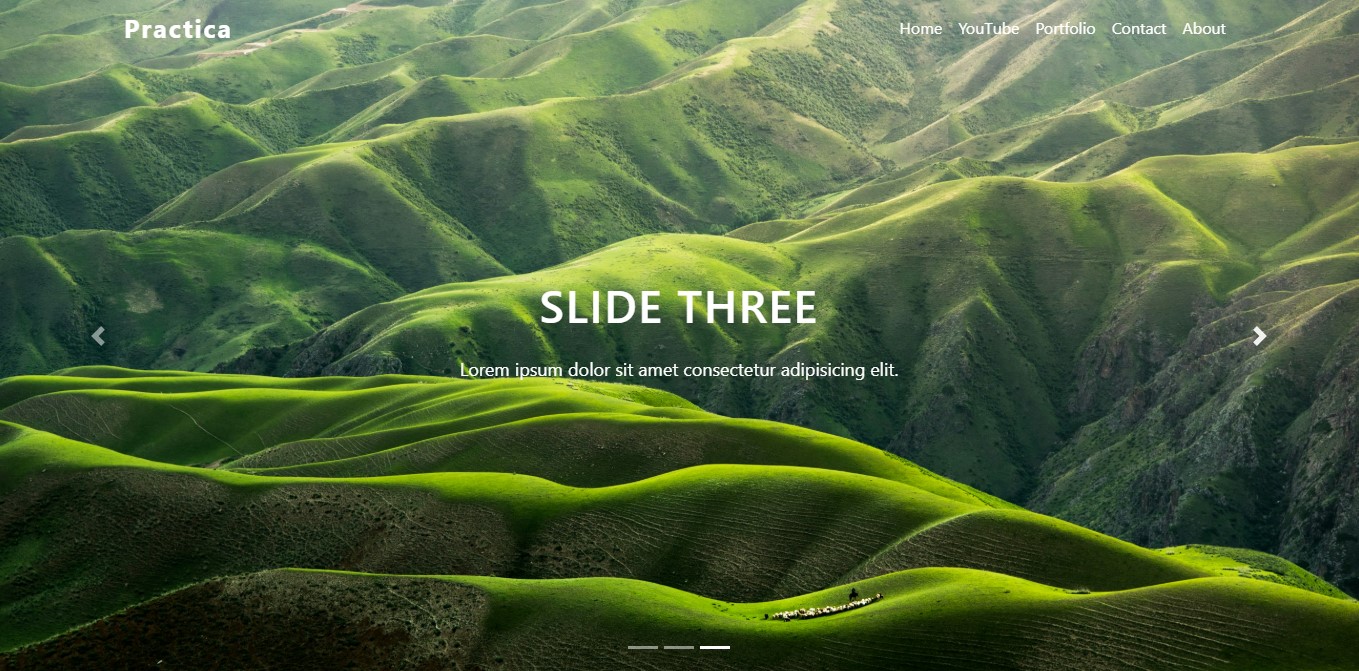 Practica
Home YouTube Portfolio Contact About
SLIDE THREE
Lorem ipsum dolor sit amet consectetur adipisicing elit.